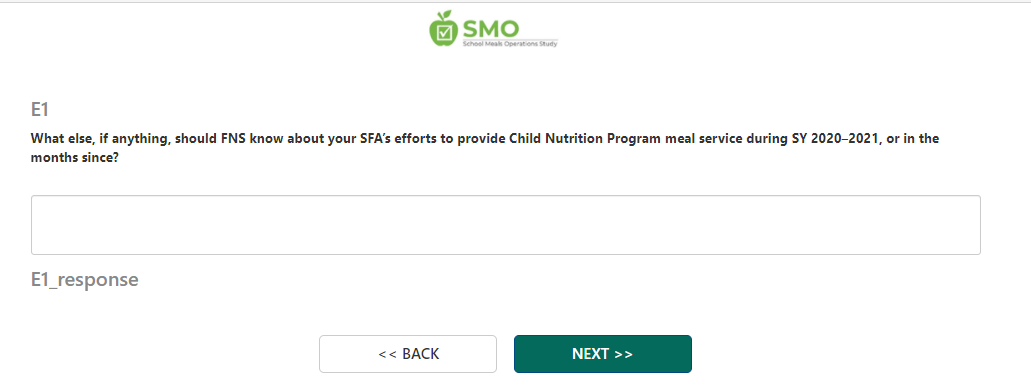 SMO
School Meals Operations Study
E1
What else, if anything, should FNS know about your SFA’s efforts to provide Child Nutrition Program meal service during SY 2020–2021, or in the
months since?
E1_response
<< BACK
NEXT >>